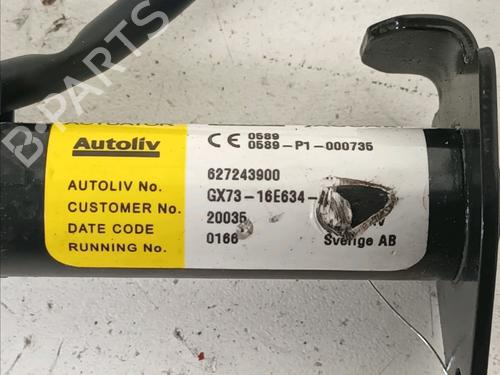 B-PARTS
Autoliv
CE 0589
0589-P1-000735
AUTOLIV No. 627243900
CUSTOMER No. GX73-16E634-
DATE CODE 20035
RUNNING No. 0166
Sverige AB